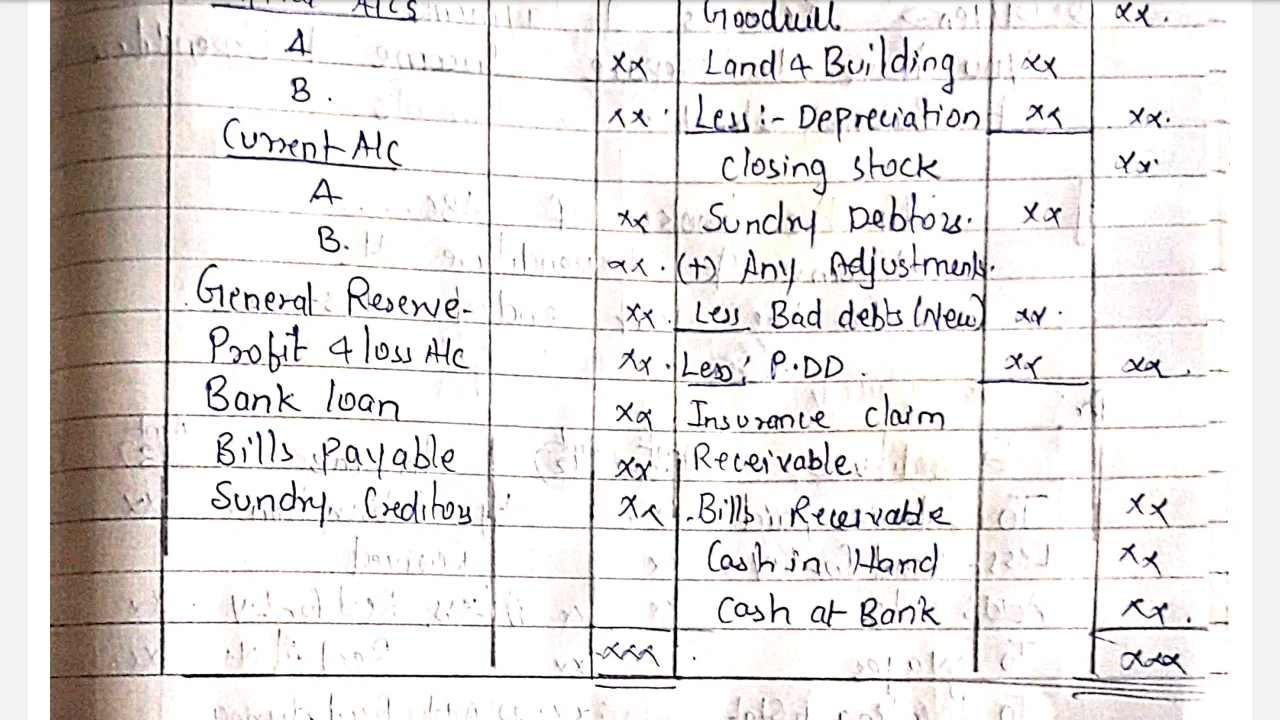 A/Cs
Goodwill xx.
A xx Land & Building xx
B. xx. Less:- Depreciation xx xx.
Current A/c
Closing stock xx.
A xx Sundry Debtors. xx
B. xx. (+) Any Adjustments.
General Reserve- xx. Less Bad debts (New) xx.
Profit & loss A/c xx. Less: P.DD. xx xx.
Bank loan xx Insurance claim
Bills Payable xx Receivable.
Sundry Creditors xx Bills Receivable xx
Cash in Hand xx
Cash at Bank xx.
xxx xxx